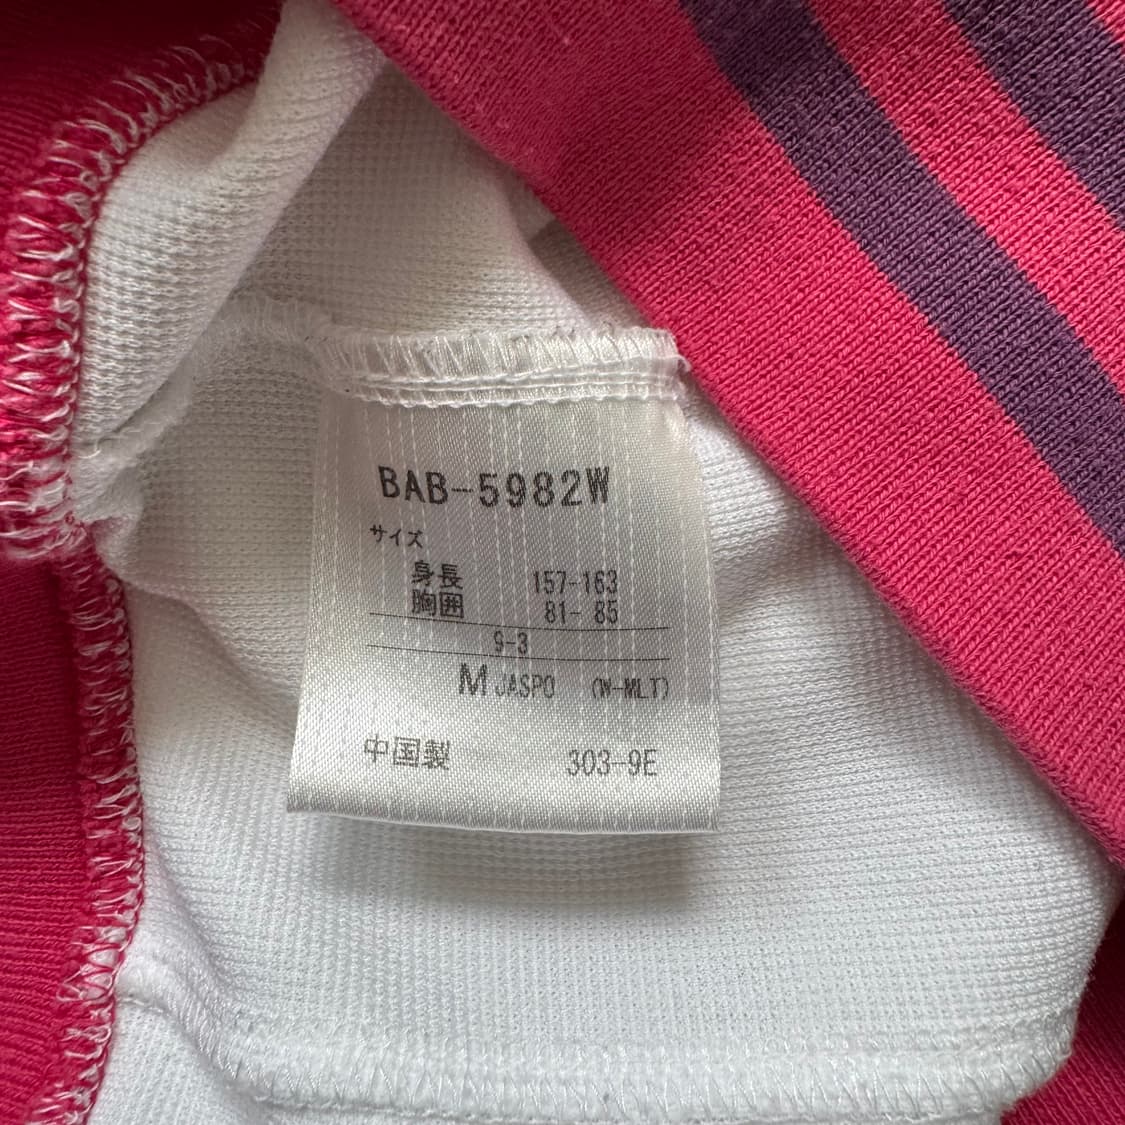 BAB-5982W
サイズ
身長 157-163
胸囲 81- 85
9-3
M JASPO (W-MLT)
中国製 303-9E